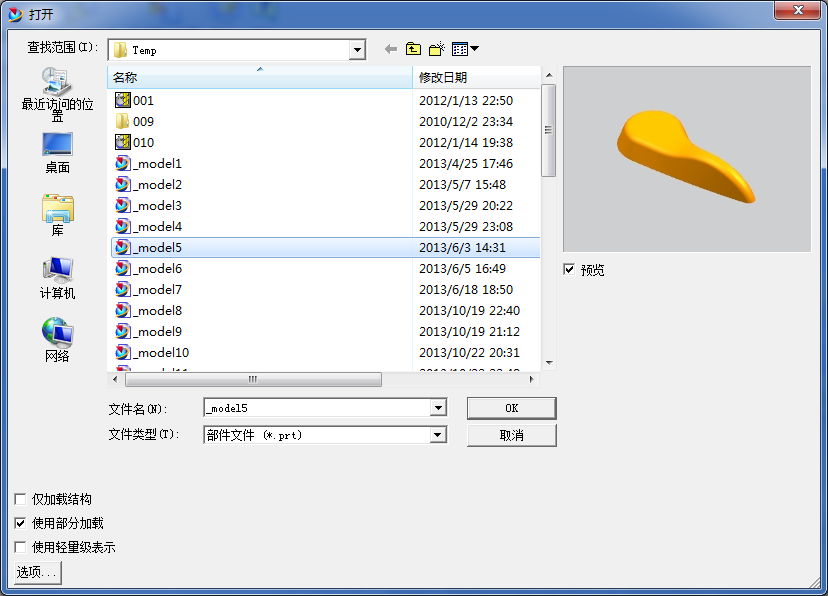 打开
查找范围(I):
Temp
最近访问的位置
桌面
库
计算机
网络
名称 修改日期
001 2012/1/13 22:50
009 2010/12/2 23:34
010 2012/1/14 19:38
_model1 2013/4/25 17:46
_model2 2013/5/7 15:48
_model3 2013/5/29 20:22
_model4 2013/5/29 23:08
_model5 2013/6/3 14:31
_model6 2013/6/5 16:49
_model7 2013/6/18 18:50
_model8 2013/10/19 22:40
_model9 2013/10/19 21:12
_model10 2013/10/22 20:31
预览
文件名(N): _model5 OK
文件类型(T): 部件文件 (*.prt) 取消
仅加载结构
使用部分加载
使用轻量级表示
选项...